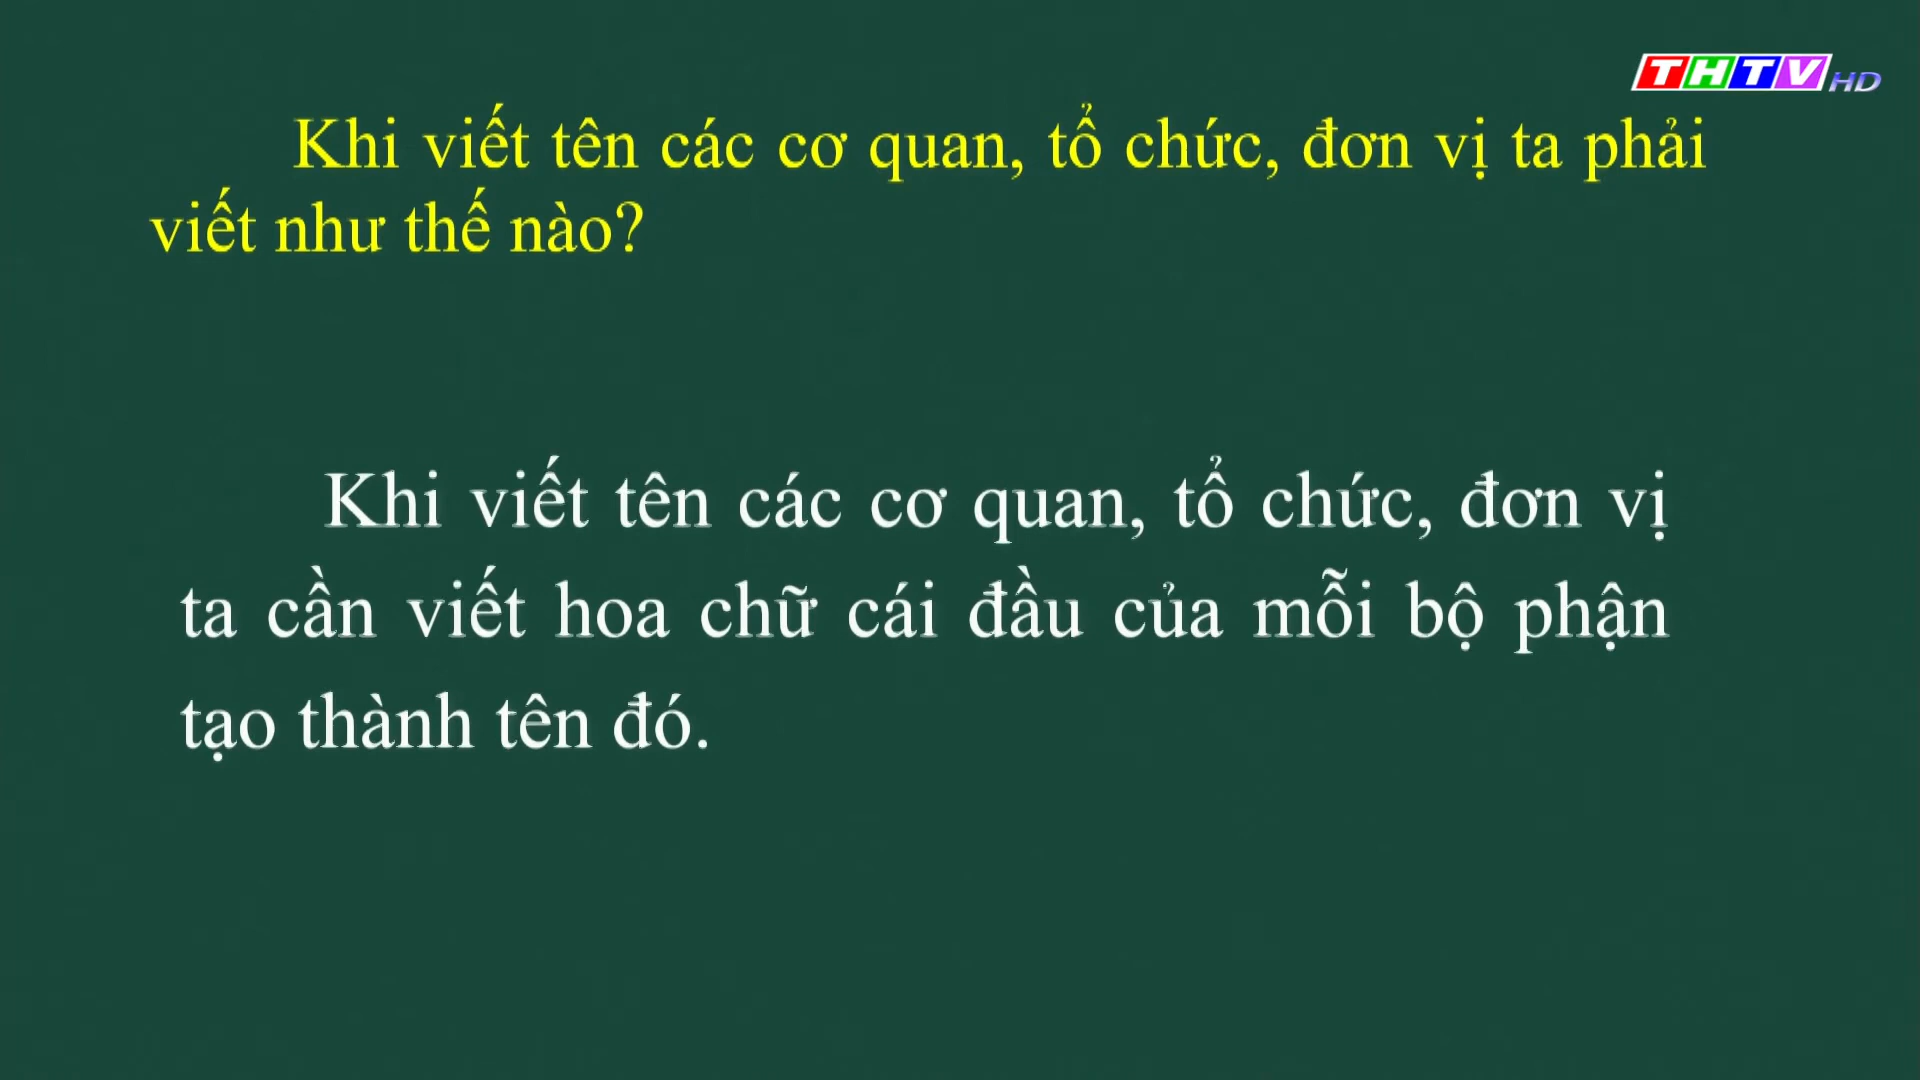 THTV HD
Khi viết tên các cơ quan, tổ chức, đơn vị ta phải
viết như thế nào?
Khi viết tên các cơ quan, tổ chức, đơn vị
ta cần viết hoa chữ cái đầu của mỗi bộ phận
tạo thành tên đó.